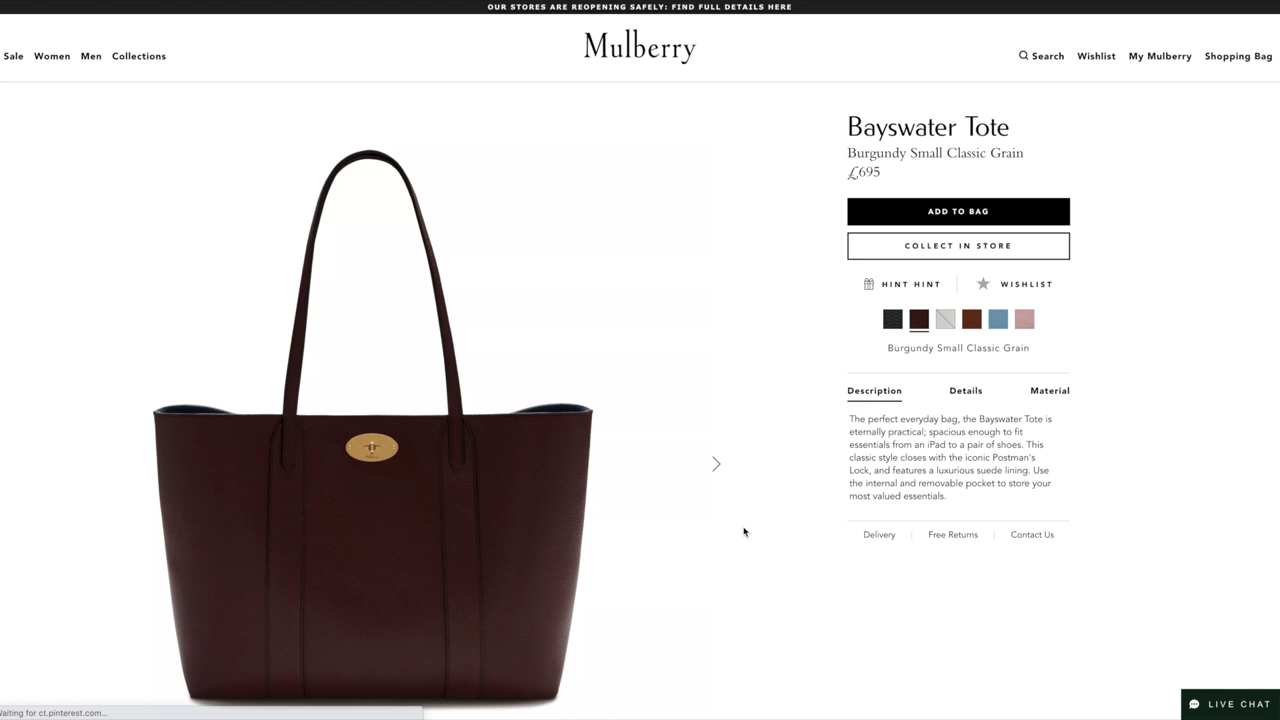 OUR STORES ARE REOPENING SAFELY: FIND FULL DETAILS HERE
Sale Women Men Collections
Mulberry
Search Wishlist My Mulberry Shopping Bag
Bayswater Tote
Burgundy Small Classic Grain
£695
ADD TO BAG
COLLECT IN STORE
HINT HINT WISHLIST
Burgundy Small Classic Grain
Description Details Material
The perfect everyday bag, the Bayswater Tote is
eternally practical; spacious enough to fit
essentials from an iPad to a pair of shoes. This
classic style closes with the iconic Postman's
Lock, and features a luxurious suede lining. Use
the internal and removable pocket to store your
most valued essentials.
Delivery Free Returns Contact Us
Waiting for ct.pinterest.com...
LIVE CHAT